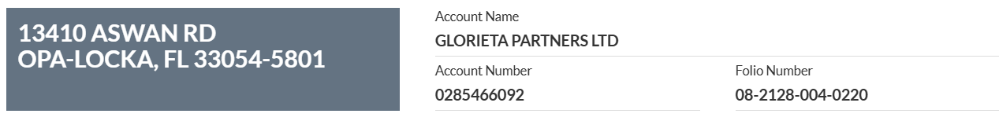 13410 ASWAN RD
OPA-LOCKA, FL 33054-5801
Account Name
GLORIETA PARTNERS LTD
Account Number
0285466092
Folio Number
08-2128-004-0220